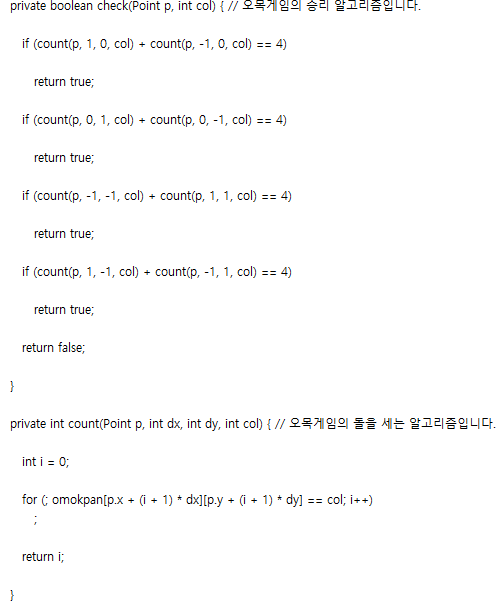 private boolean check(Point p, int col) { // 오목게임의 승리 알고리즘입니다.
if (count(p, 1, 0, col) + count(p, -1, 0, col) == 4)
return true;
if (count(p, 0, 1, col) + count(p, 0, -1, col) == 4)
return true;
if (count(p, -1, -1, col) + count(p, 1, 1, col) == 4)
return true;
if (count(p, 1, -1, col) + count(p, -1, 1, col) == 4)
return true;
return false;
}
private int count(Point p, int dx, int dy, int col) { // 오목게임의 돌을 세는 알고리즘입니다.
int i = 0;
for (; omokpan[p.x + (i + 1) * dx][p.y + (i + 1) * dy] == col; i++)
;
return i;
}